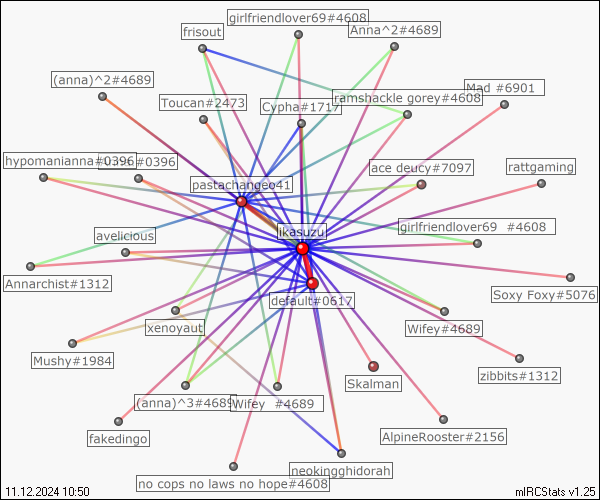 girlfriendlover69#4608
frisout
Anna^2#4689
(anna)^2#4689
Toucan#2473
Cypha#1717
ramshackle gorey#4608
Mad #6901
hypomanianna#0396
#0396
ace dercy#7097
rattgaming
pastachangeo41
likasuzu
avelicious
girlfriendlover69 #4608
Annarchist#1312
default#0617
Soxy Foxy#5076
xenoyaut
Wifey#4689
Mushy#1984
zibbits#1312
Skalman
(anna)^3#4689
Wifey #4689
fakedingo
AlpineRooster#2156
neokingghidorah
no cops no laws no hope#4608
11.12.2024 10:50
mIRCStats v1.25